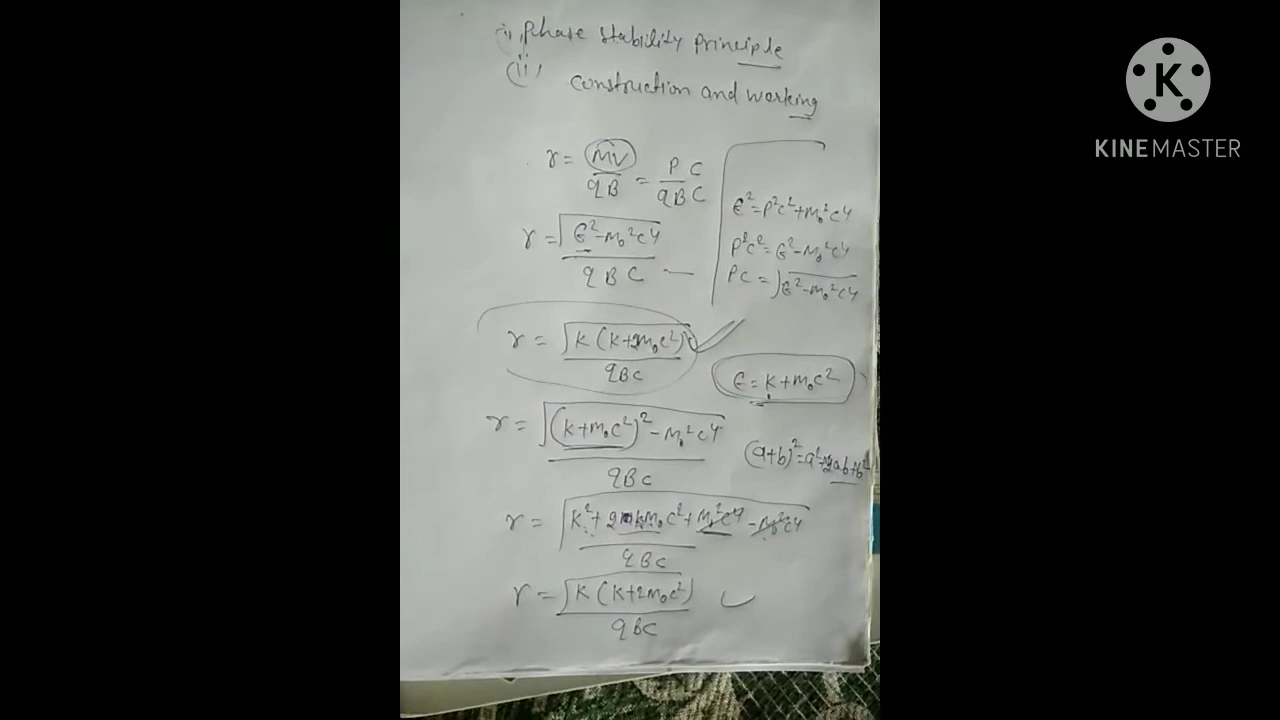 (i) Phase stability principle
(ii) construction and working
r = MV/qB = PC/qBC
E² = P²c² + M₀²c⁴
P²c² = E² - M₀²c⁴
PC = √(E² - M₀²c⁴)
r = √(E² - M₀²c⁴)/qBC
r = √(K(K+2M₀c²))/qBC
E = K + M₀c²
r = √((K+M₀c²)² - M₀²c⁴)/qBC
(a+b)² = a²+2ab+b²
r = √(K² + 2KM₀c² + M₀²c⁴ - M₀²c⁴)/qBC
r = √(K(K+2M₀c²))/qBC
K
KINEMASTER